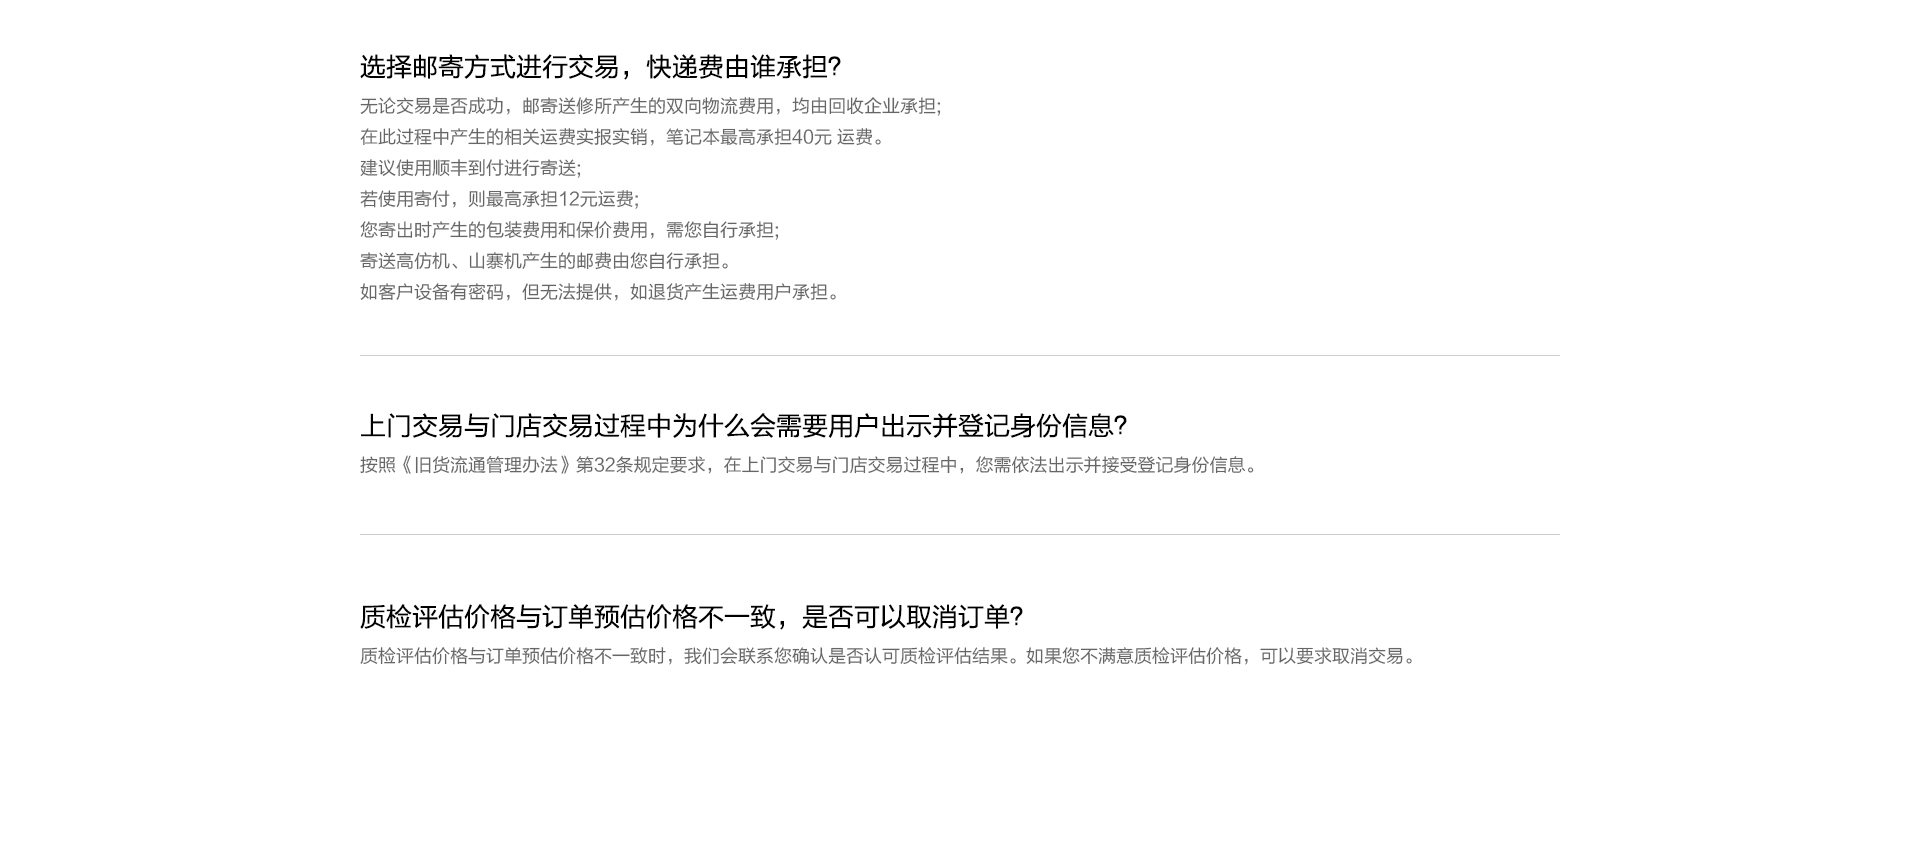 选择邮寄方式进行交易，快递费由谁承担?
无论交易是否成功，邮寄送修所产生的双向物流费用，均由回收企业承担;
在此过程中产生的相关运费实报实销，笔记本最高承担40元 运费。
建议使用顺丰到付进行寄送;
若使用寄付，则最高承担12元运费;
您寄出时产生的包装费用和保价费用，需您自行承担;
寄送高仿机、山寨机产生的邮费由您自行承担。
如客户设备有密码，但无法提供，如退货产生运费用户承担。
上门交易与门店交易过程中为什么会需要用户出示并登记身份信息?
按照《旧货流通管理办法》第32条规定要求，在上门交易与门店交易过程中，您需依法出示并接受登记身份信息。
质检评估价格与订单预估价格不一致，是否可以取消订单?
质检评估价格与订单预估价格不一致时，我们会联系您确认是否认可质检评估结果。如果您不满意质检评估价格，可以要求取消交易。